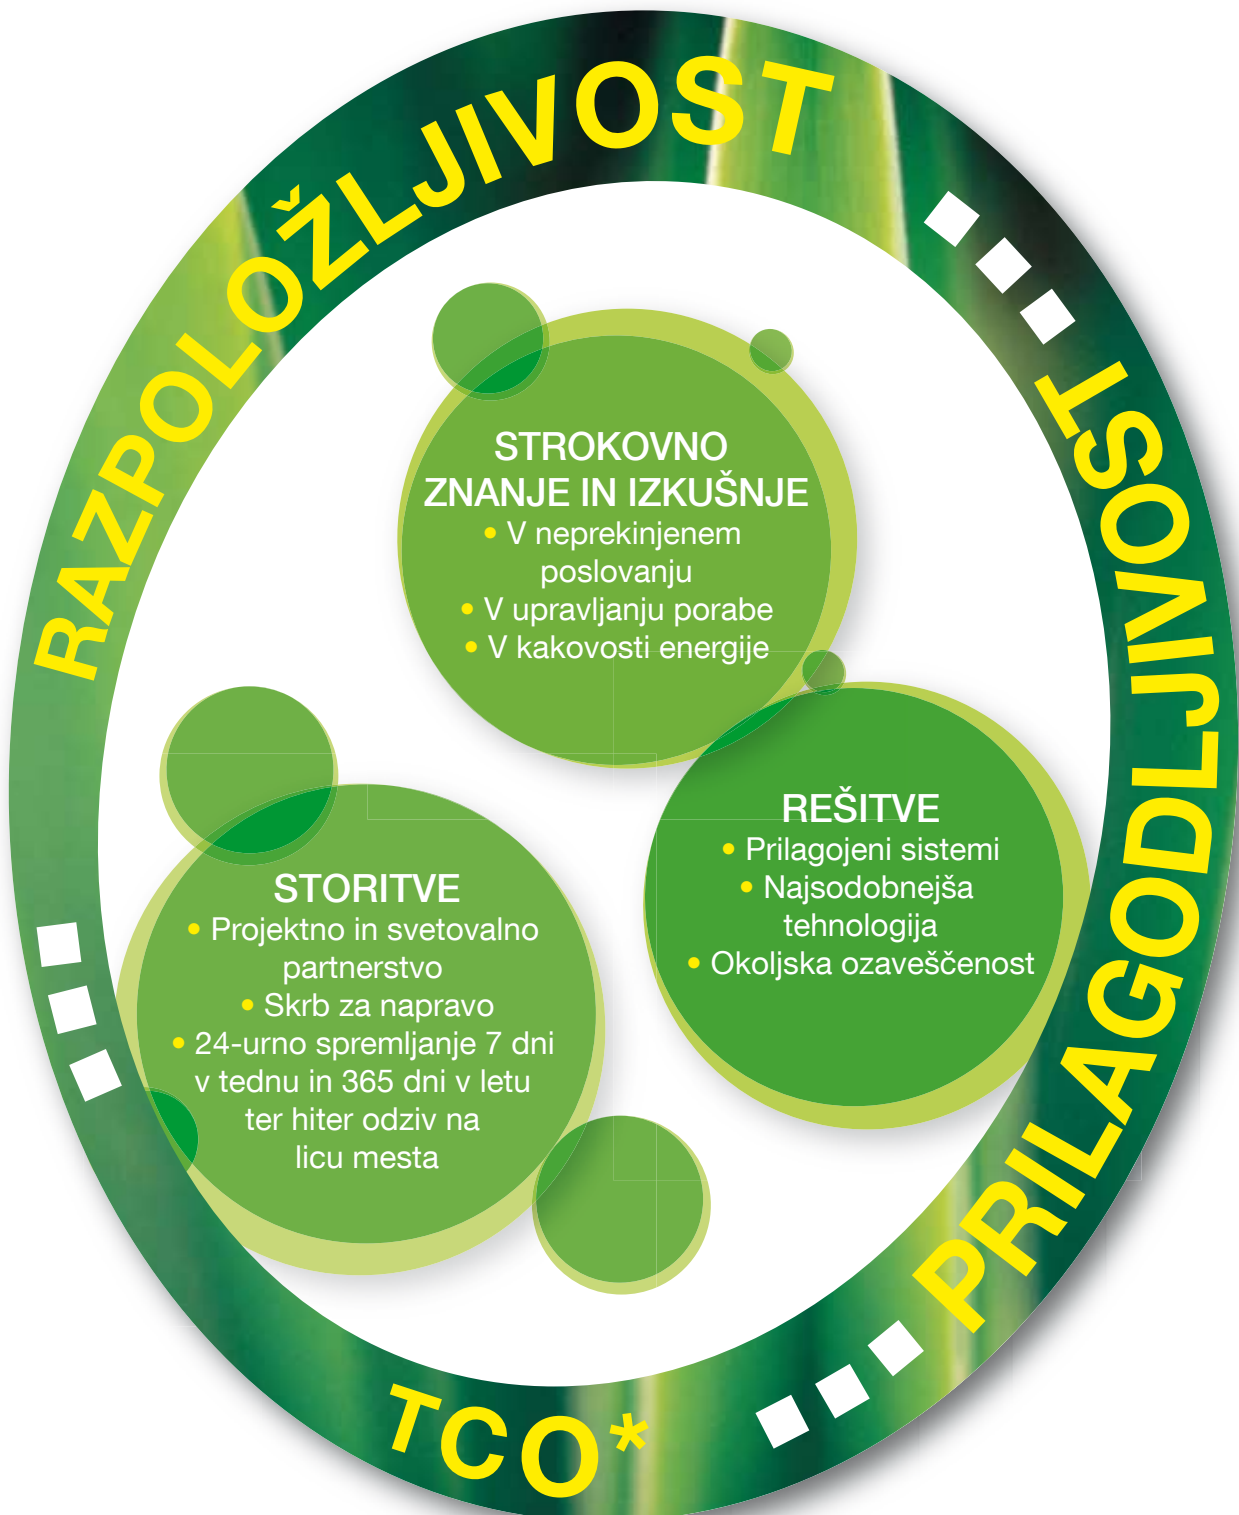 RAZPOLOŽLJIVOST
PRILAGODLJIVOST
STROKOVNO
ZNANJE IN IZKUŠNJE
• V neprekinjenem
poslovanju
• V upravljanju porabe
• V kakovosti energije
REŠITVE
• Prilagojeni sistemi
• Najsodobnejša
tehnologija
• Okoljska ozaveščenost
STORITVE
• Projektno in svetovalno
partnerstvo
• Skrb za napravo
• 24-urno spremljanje 7 dni
v tednu in 365 dni v letu
ter hiter odziv na
licu mesta
TCO*